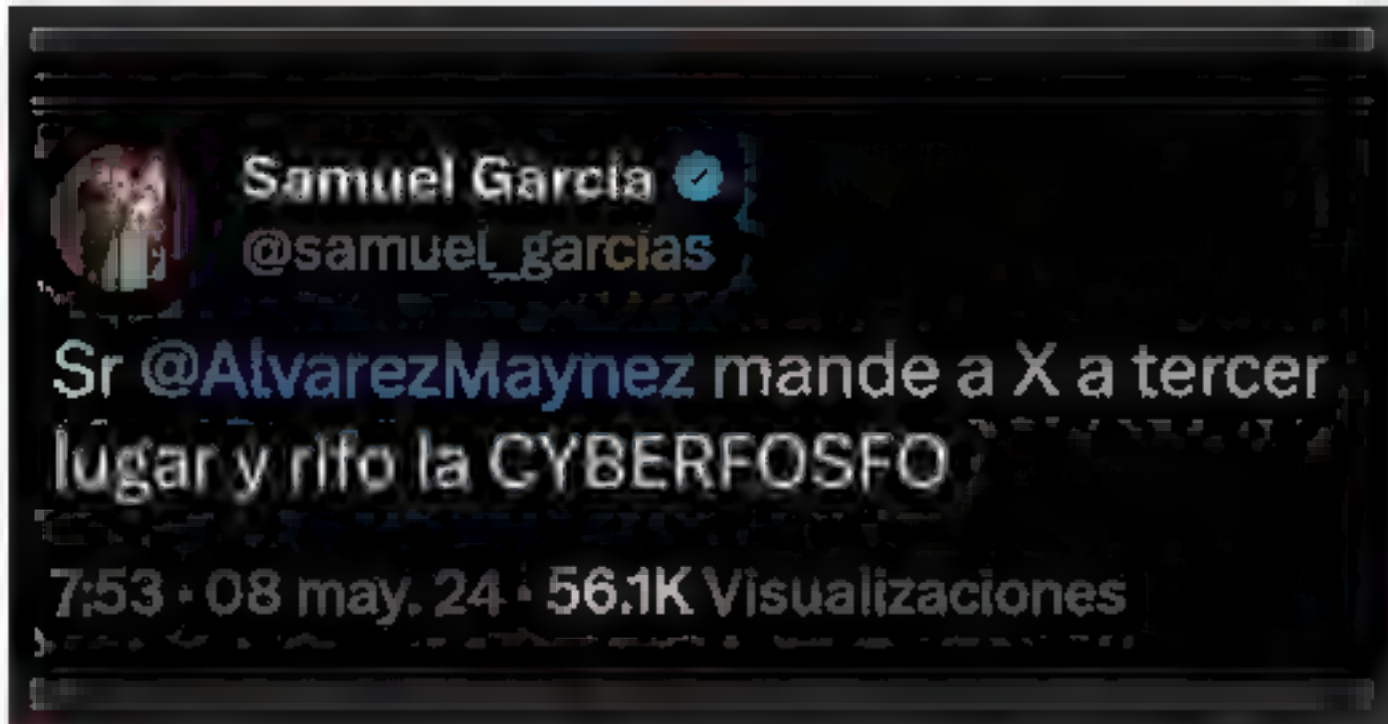 Samuel García
@samuel_garcias
Sr @AlvarezMaynez mande a X a tercer
lugar y rifo la CYBERFOSFO
7:53 · 08 may. 24 · 56.1K Visualizaciones